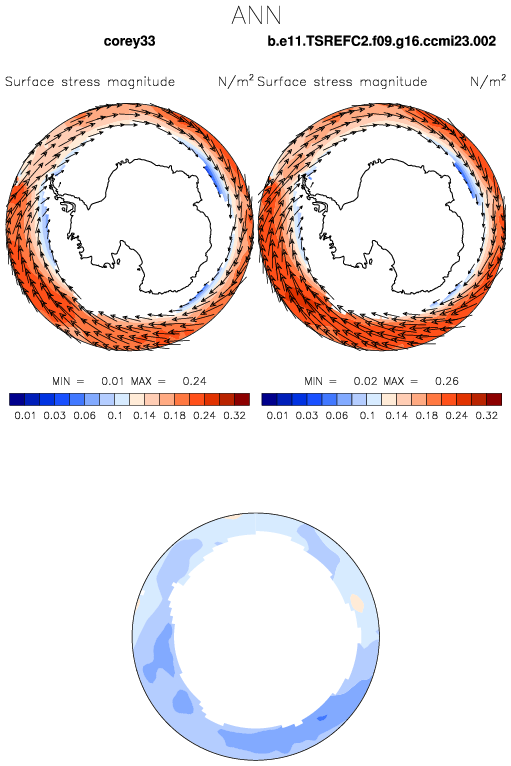 ANN
corey33 b.e11.TSREFC2.f09.g16.ccmi23.002
Surface stress magnitude N/m² Surface stress magnitude N/m²
MIN = 0.01 MAX = 0.24 MIN = 0.02 MAX = 0.26
0.01 0.03 0.06 0.1 0.14 0.18 0.24 0.32 0.01 0.03 0.06 0.1 0.14 0.18 0.24 0.32